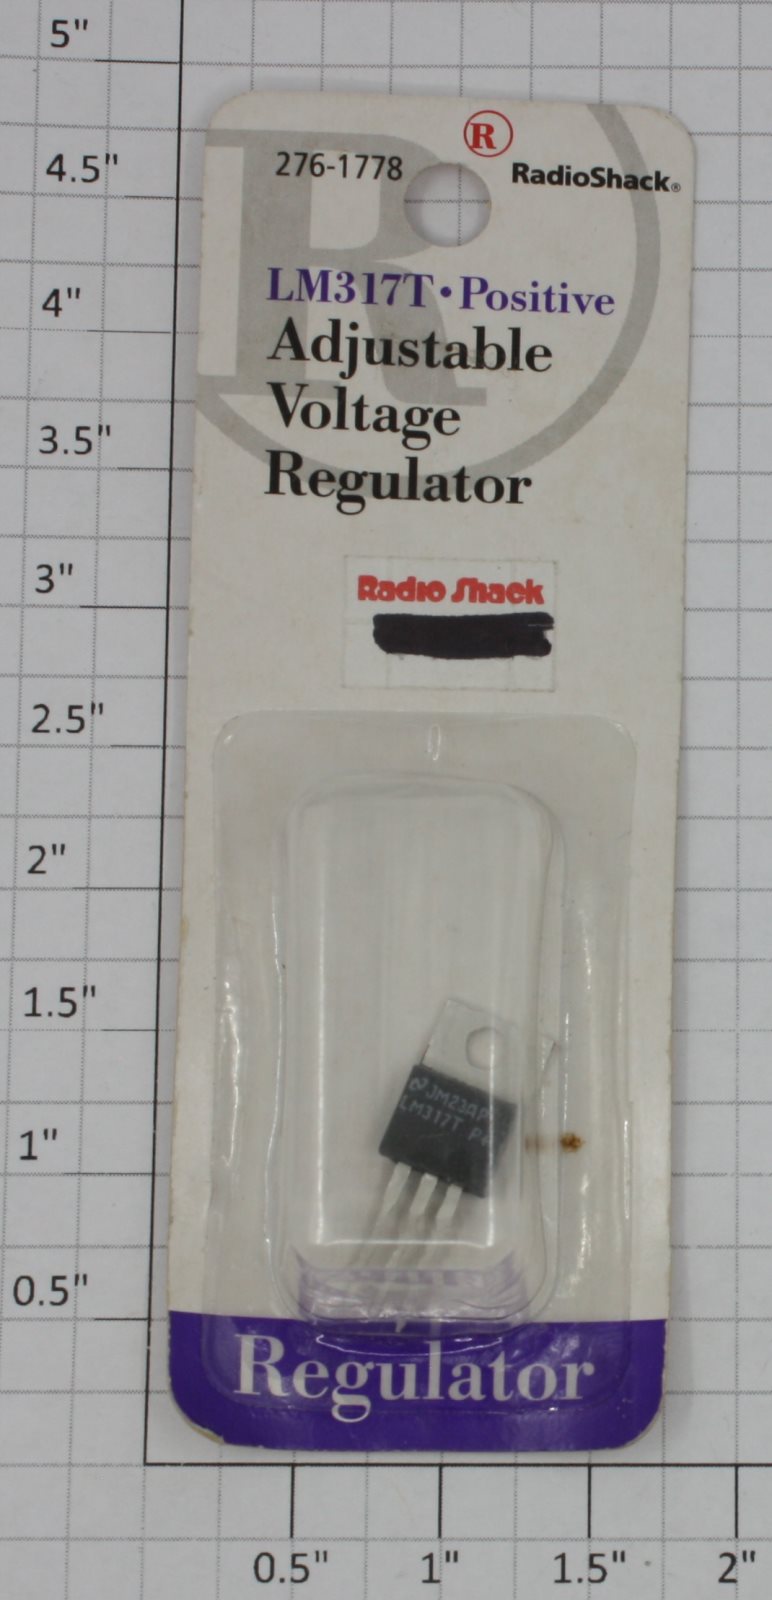 5"
4.5"
4"
3.5"
3"
2.5"
2"
1.5"
1"
0.5"
276-1778
R
RadioShack®
LM317T • Positive
Adjustable
Voltage
Regulator
Radio Shack
LM317T
Regulator
0.5" 1" 1.5" 2"